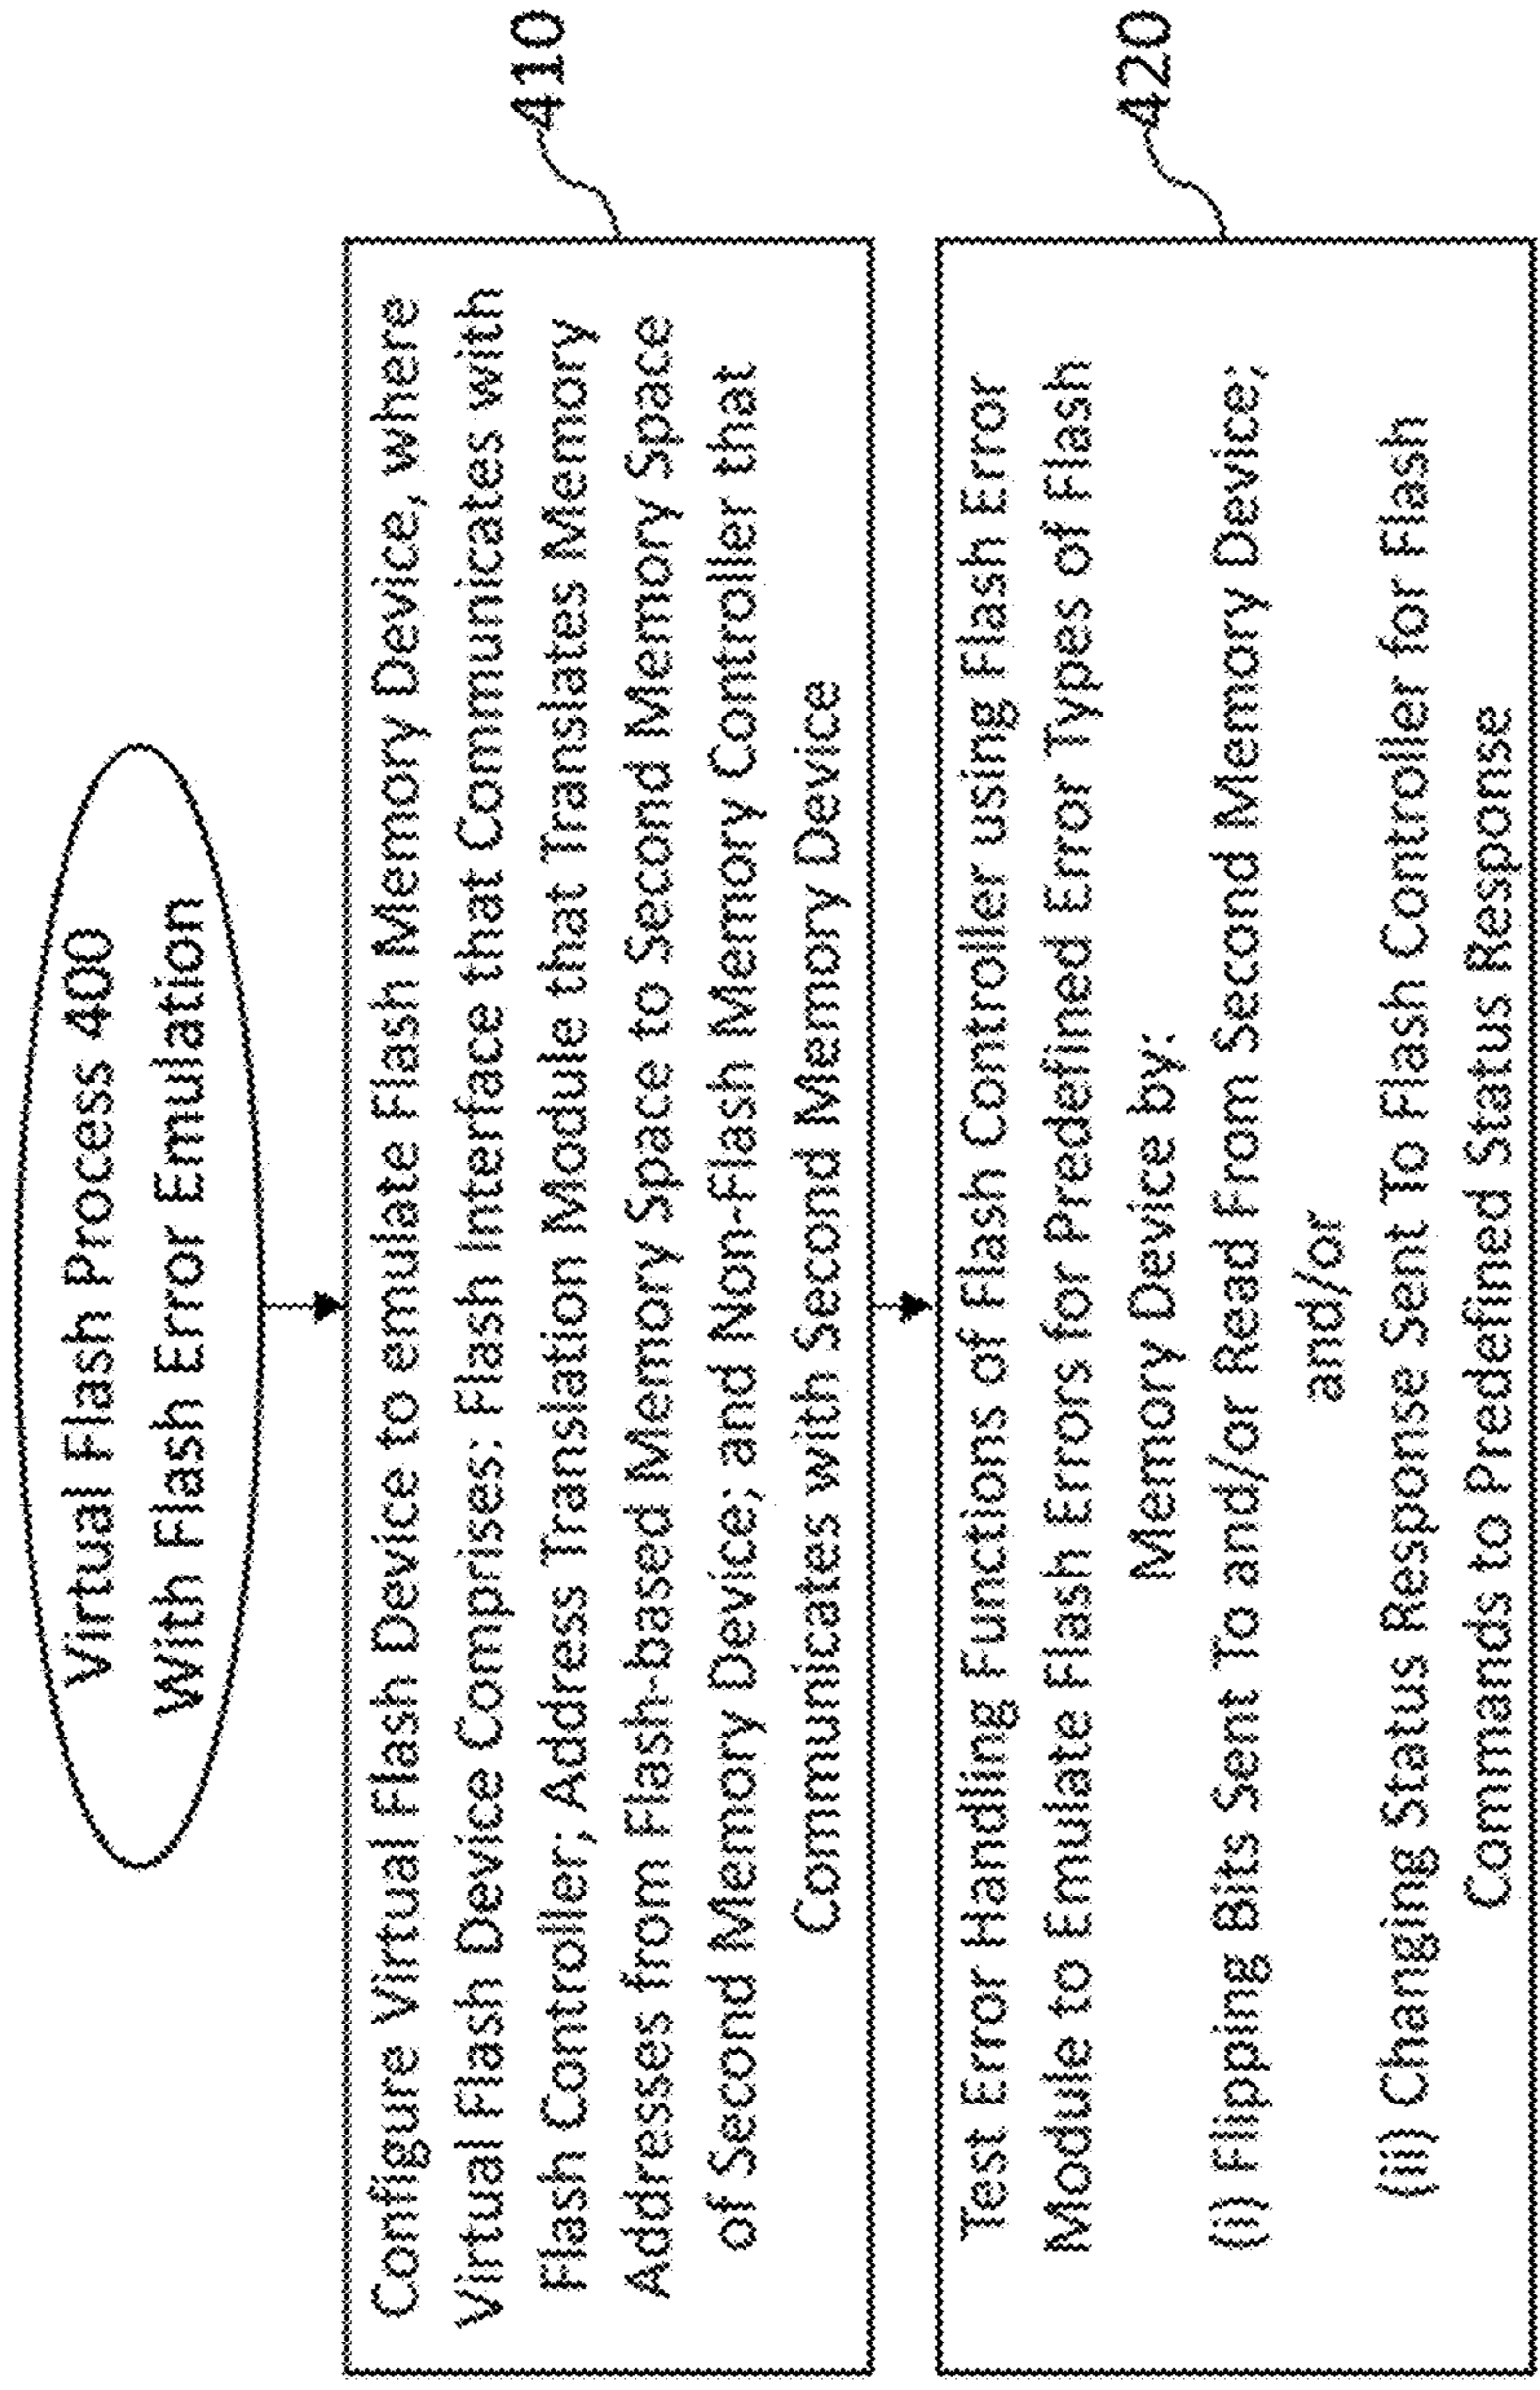 Virtual Flash Process 400
With Flash Error Emulation
410
Configure Virtual Flash Device to emulate Flash Memory Device, where
Virtual Flash Device Comprises: Flash Interface that Communicates with
Flash Controller; Address Translation Module that Translates Memory
Addresses from Flash-based Memory Space to Second Memory Space
of Second Memory Device; and Non-Flash Memory Controller that
Communicates with Second Memory Device
420
Test Error Handling Functions of Flash Controller using Flash Error
Module to Emulate Flash Errors for Predefined Error Types of Flash
Memory Device by:
(i) Flipping Bits Sent To and/or Read From Second Memory Device;
and/or
(ii) Changing Status Response Sent To Flash Controller for Flash
Commands to Predefined Status Response